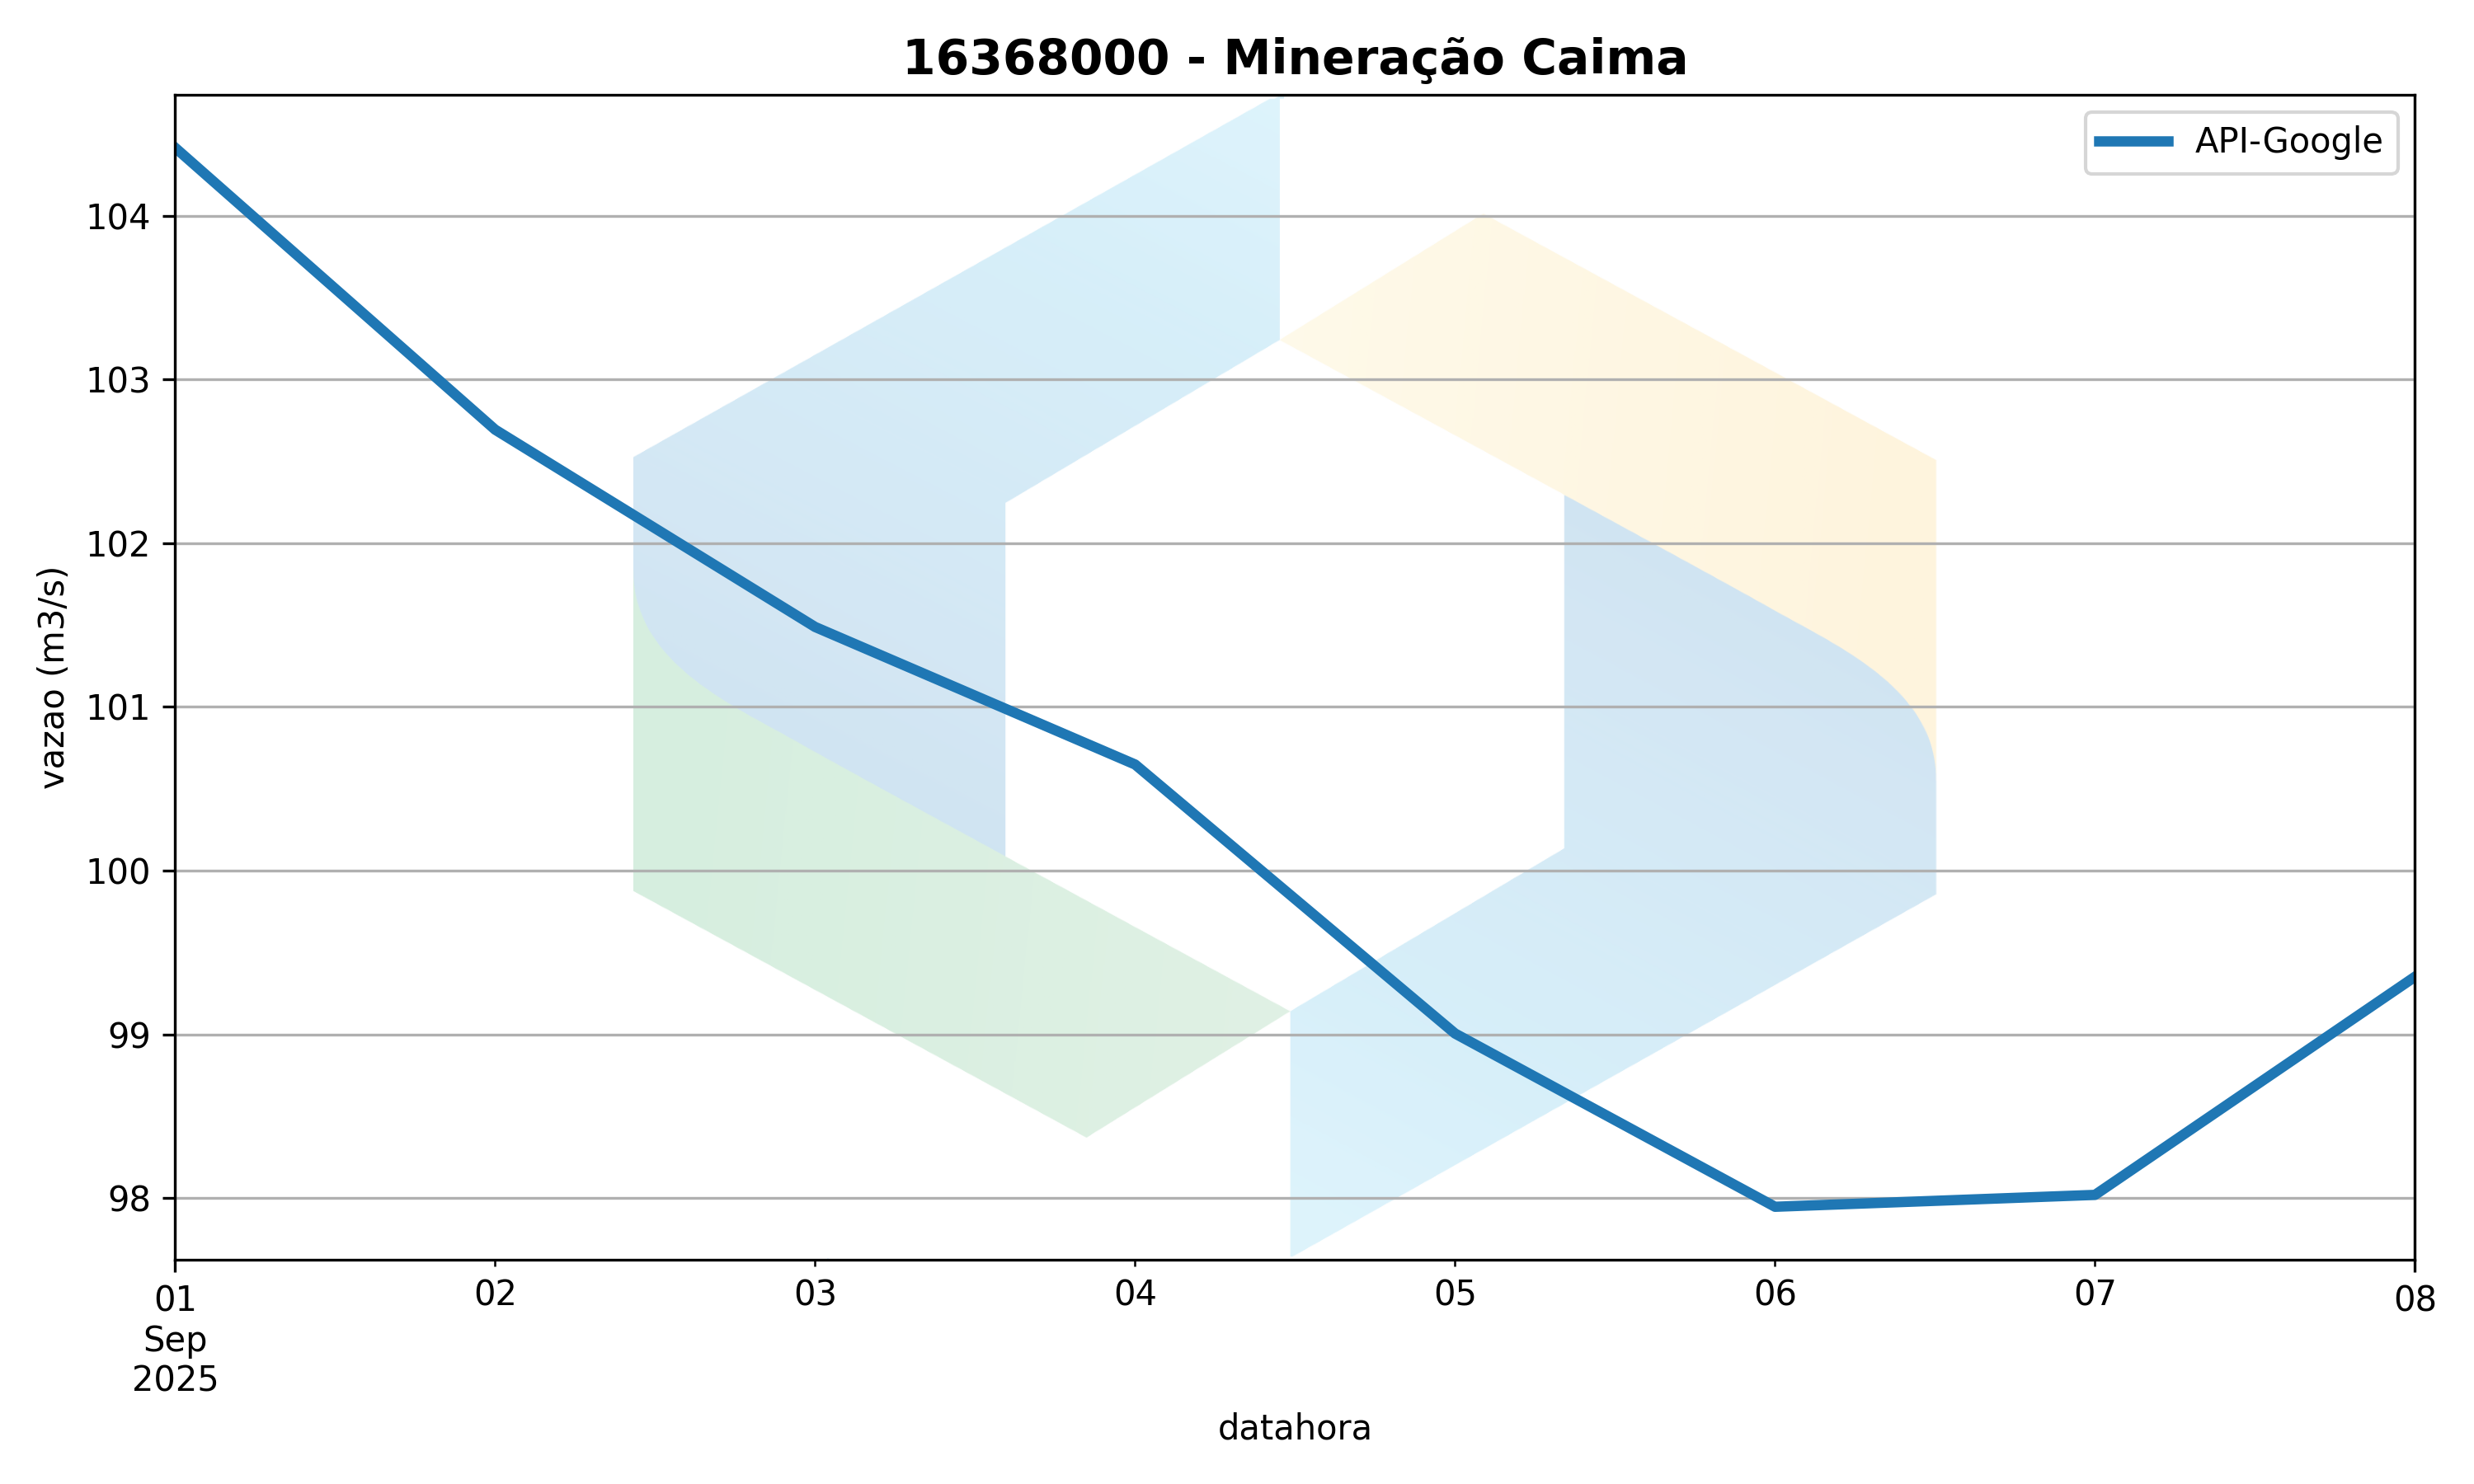 16368000 - Mineração Caima
API-Google
104
103
102
101
100
99
98
vazao (m3/s)
01 02 03 04 05 06 07 08
Sep
2025
datahora